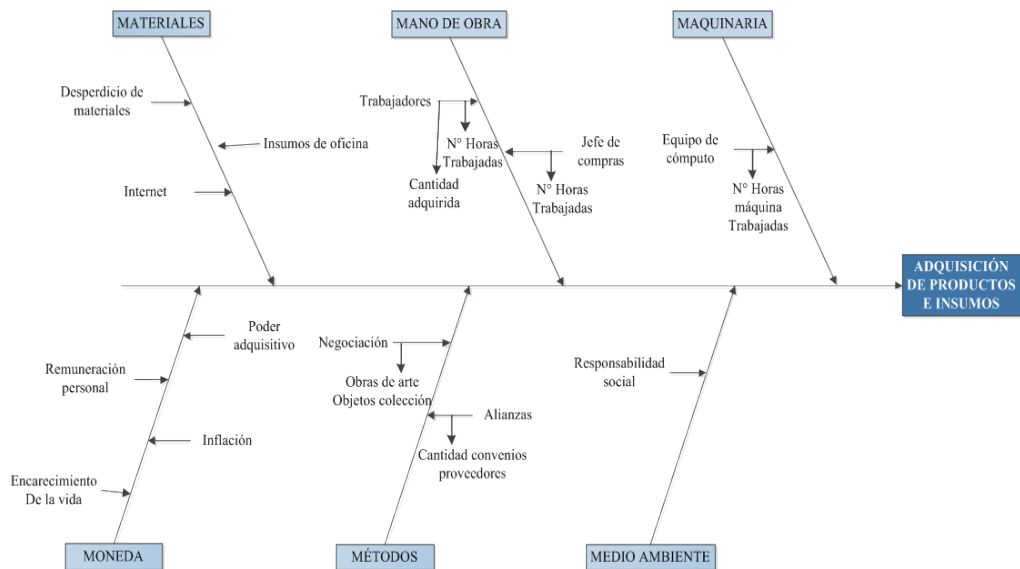 MATERIALES
MANO DE OBRA
MAQUINARIA
Desperdicio de
materiales
Insumos de oficina
Internet
Trabajadores
N° Horas
Trabajadas
Cantidad
adquirida
Jefe de
compras
N° Horas
Trabajadas
Equipo de
cómputo
N° Horas
máquina
Trabajadas
ADQUISICIÓN
DE PRODUCTOS
E INSUMOS
Poder
adquisitivo
Remuneración
personal
Inflación
Encarecimiento
De la vida
Negociación
Obras de arte
Objetos colección
Alianzas
Cantidad convenios
proveedores
Responsabilidad
social
MONEDA
MÉTODOS
MEDIO AMBIENTE